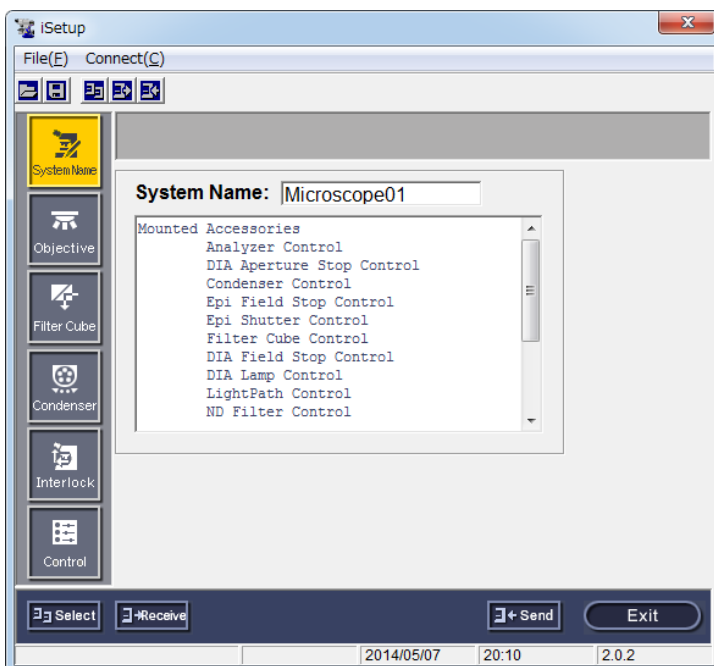 iSetup
x
File(F) Connect(C)
System Name
Objective
Filter Cube
Condenser
Interlock
Control
System Name: Microscope01
Mounted Accessories
Analyzer Control
DIA Aperture Stop Control
Condenser Control
Epi Field Stop Control
Epi Shutter Control
Filter Cube Control
DIA Field Stop Control
DIA Lamp Control
LightPath Control
ND Filter Control
Select Receive Send Exit
2014/05/07 20:10 2.0.2